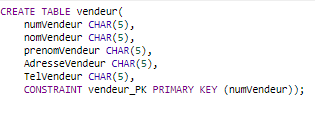 CREATE TABLE vendeur(
numVendeur CHAR(5),
nomVendeur CHAR(5),
prenomVendeur CHAR(5),
AdresseVendeur CHAR(5),
TelVendeur CHAR(5),
CONSTRAINT vendeur_PK PRIMARY KEY (numVendeur));